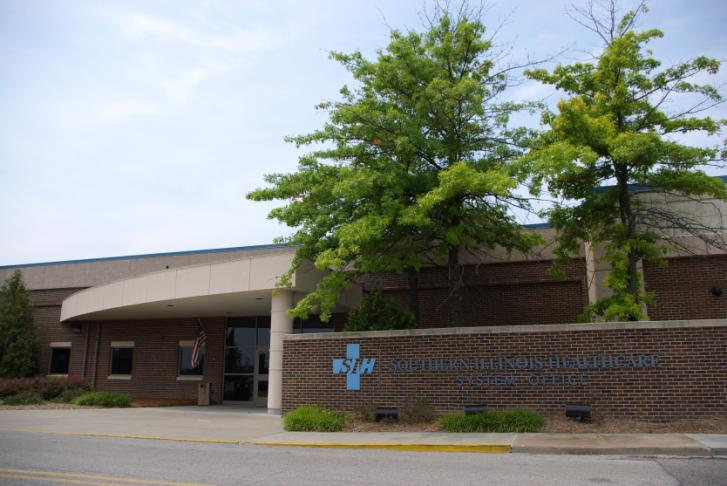 SIH SOUTHERN ILLINOIS HEALTHCARE
SYSTEM OFFICE